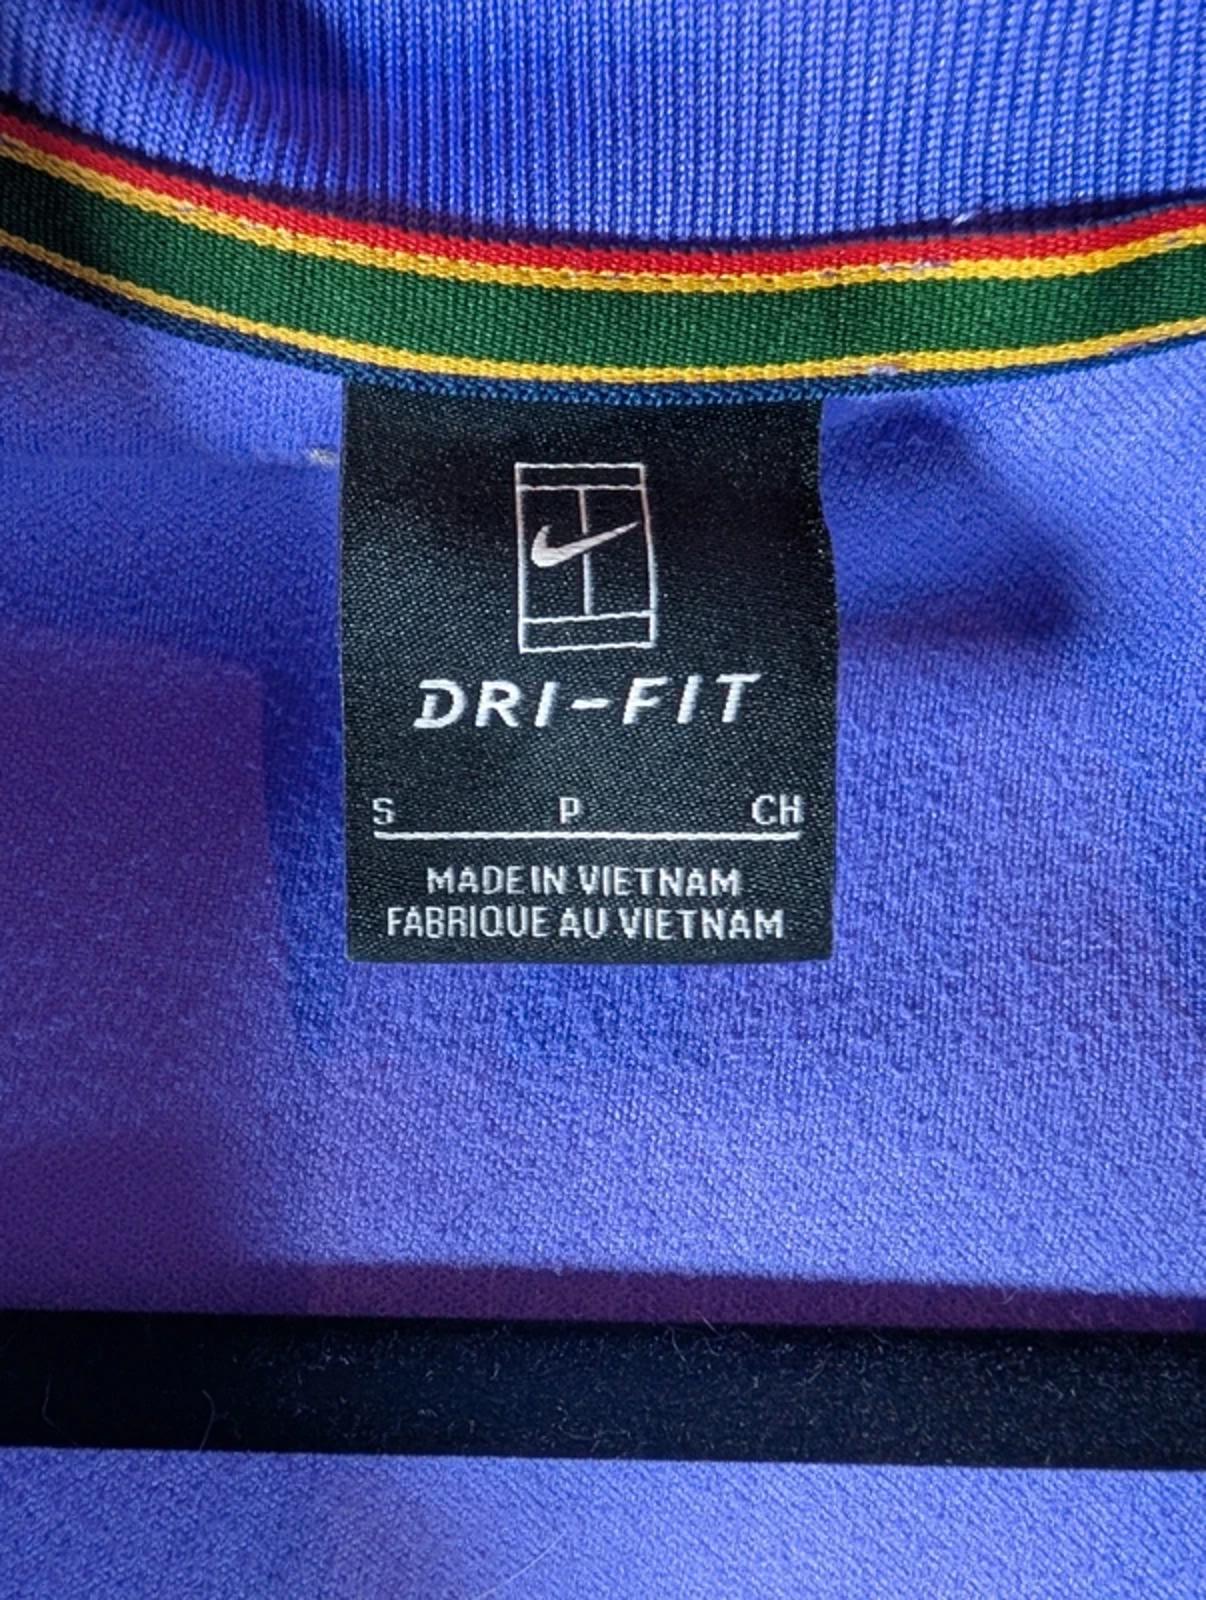 DRI-FIT
S P CH
MADE IN VIETNAM
FABRIQUE AU VIETNAM